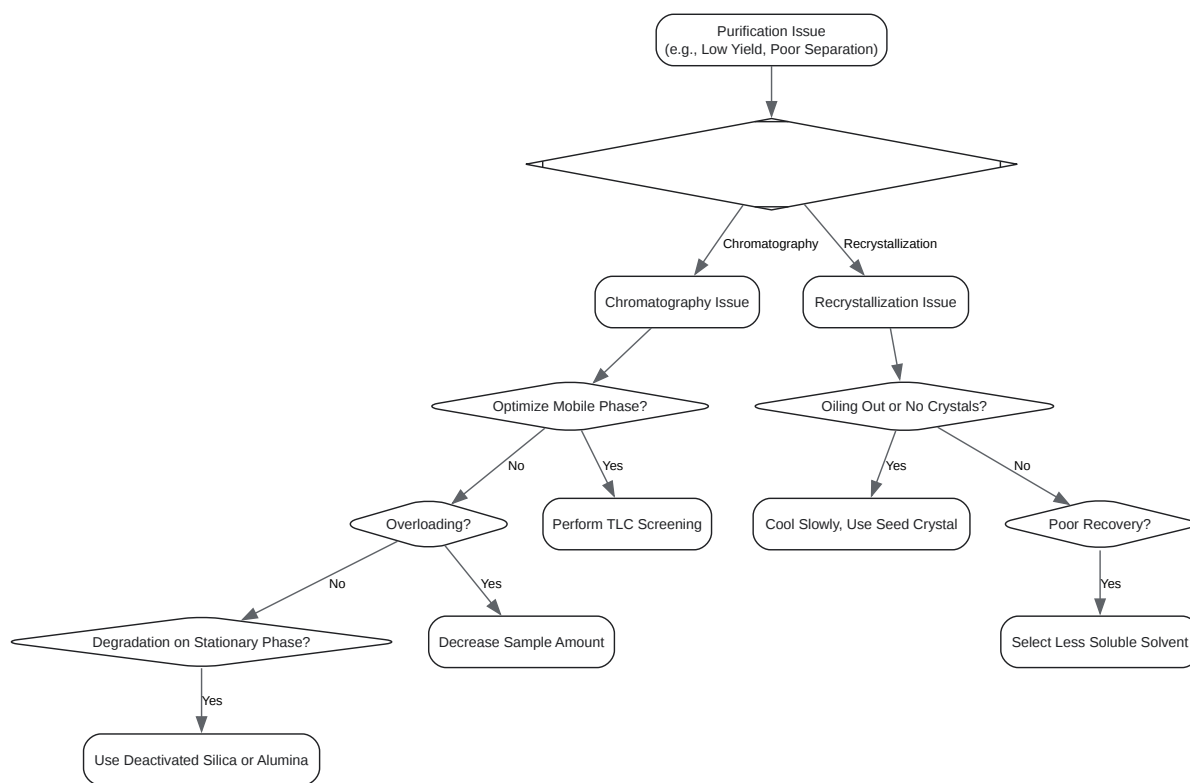 Purification Issue
(e.g., Low Yield, Poor Separation)
Chromatography
Recrystallization
Chromatography Issue
Recrystallization Issue
Optimize Mobile Phase?
Oiling Out or No Crystals?
No
Yes
Yes
No
Overloading?
Perform TLC Screening
Cool Slowly, Use Seed Crystal
Poor Recovery?
No
Yes
Yes
Degradation on Stationary Phase?
Decrease Sample Amount
Select Less Soluble Solvent
Yes
Use Deactivated Silica or Alumina